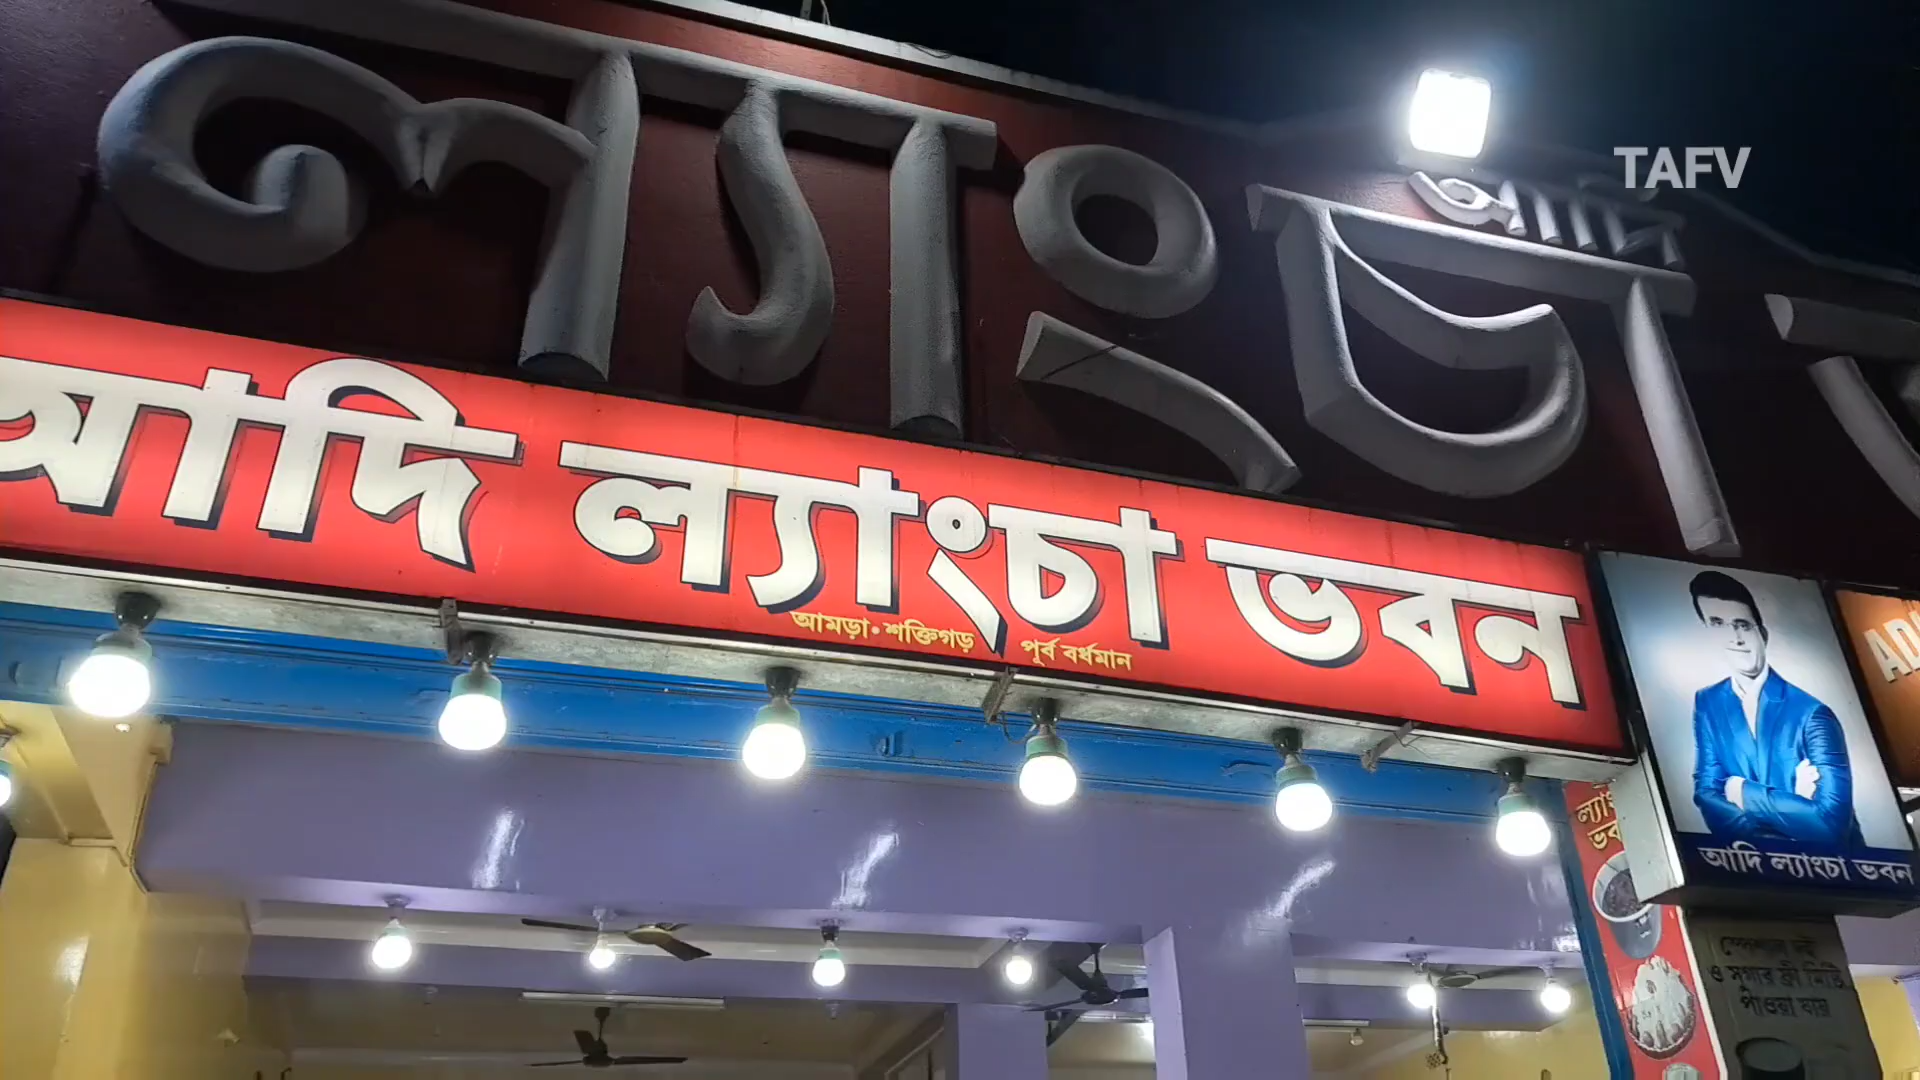 TAFV
আদি
ল্যাংচা
আদি ল্যাংচা ভবন
আমড়া• শক্তিগড় পূর্ব বর্ধমান
আদি ল্যাংচা ভবন
ও সুগার ফ্রী মিষ্টি
পাওয়া যায়